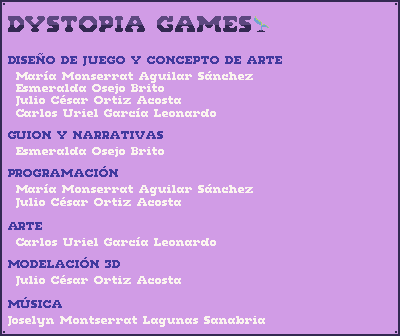 DYSTOPIA GAMES
DISEÑO DE JUEGO Y CONCEPTO DE ARTE
María Monserrat Aguilar Sánchez
Esmeralda Osejo Brito
Julio César Ortiz Acosta
Carlos Uriel García Leonardo
GUION Y NARRATIVAS
Esmeralda Osejo Brito
PROGRAMACIÓN
María Monserrat Aguilar Sánchez
Julio César Ortiz Acosta
ARTE
Carlos Uriel García Leonardo
MODELACIÓN 3D
Julio César Ortiz Acosta
MÚSICA
Joselyn Montserrat Lagunas Sanabria